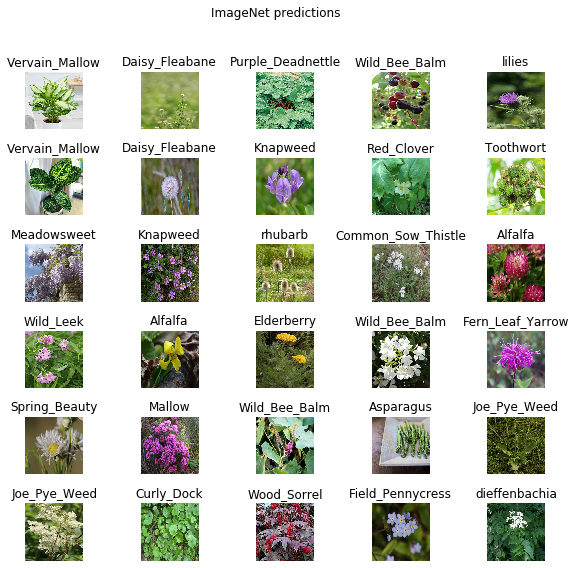 ImageNet predictions
Vervain_Mallow Daisy_Fleabane Purple_Deadnettle Wild_Bee_Balm lilies
Vervain_Mallow Daisy_Fleabane Knapweed Red_Clover Toothwort
Meadowsweet Knapweed rhubarb Common_Sow_Thistle Alfalfa
Wild_Leek Alfalfa Elderberry Wild_Bee_Balm Fern_Leaf_Yarrow
Spring_Beauty Mallow Wild_Bee_Balm Asparagus Joe_Pye_Weed
Joe_Pye_Weed Curly_Dock Wood_Sorrel Field_Pennycress dieffenbachia